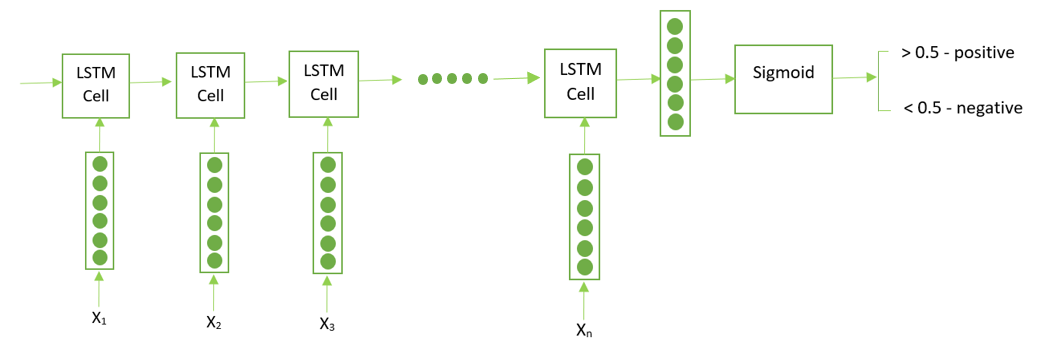 LSTM
Cell
LSTM
Cell
LSTM
Cell
LSTM
Cell
Sigmoid
> 0.5 - positive
< 0.5 - negative
X₁
X₂
X₃
Xₙ